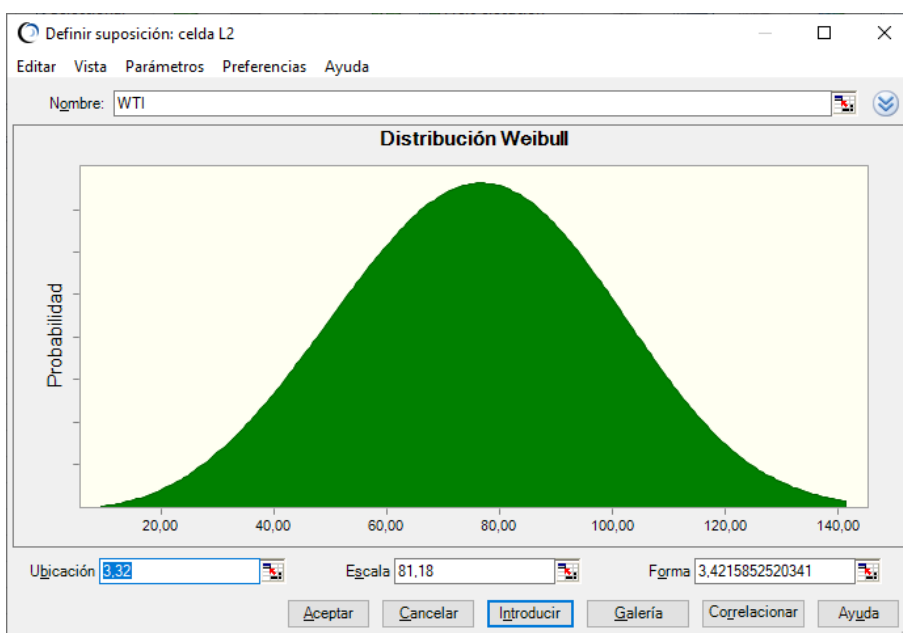 Definir suposición: celda L2
Editar Vista Parámetros Preferencias Ayuda
Nombre: WTI
Distribución Weibull
Probabilidad
20,00 40,00 60,00 80,00 100,00 120,00 140,00
Ubicación 3,32 Escala 81,18 Forma 3,4215852520341
Aceptar Cancelar Introducir Galería Correlacionar Ayuda